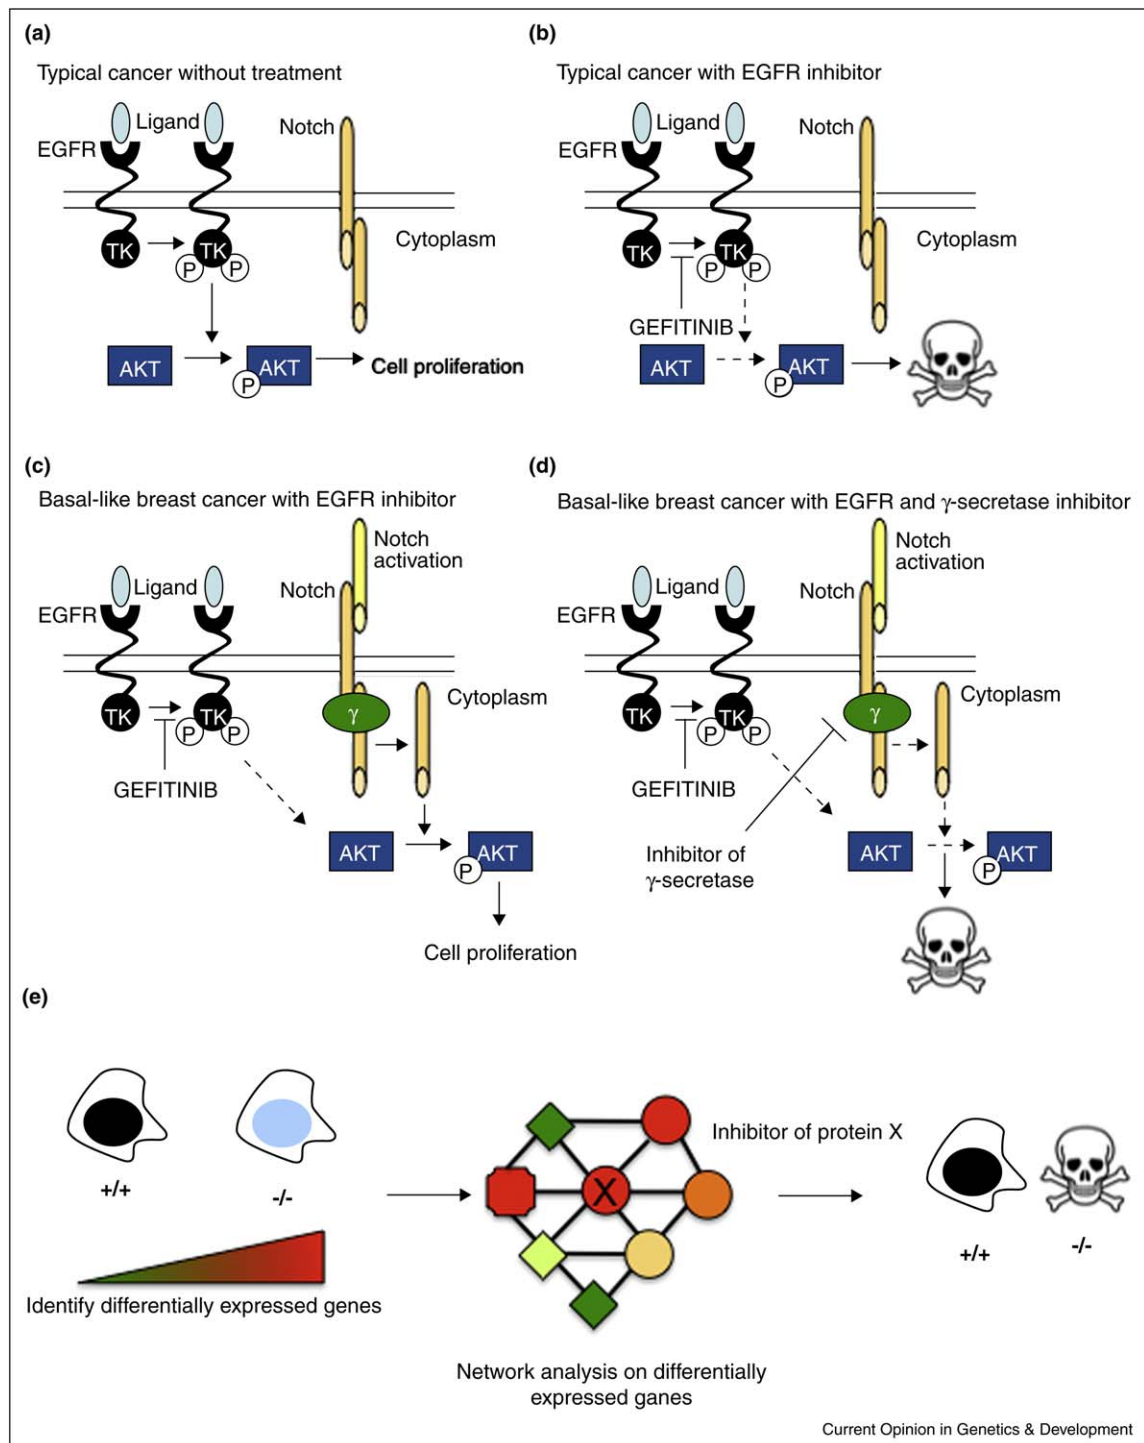 (a)
Typical cancer without treatment
Ligand
Notch
EGFR
Cytoplasm
TK
TK
P
P
AKT
AKT
P
Cell proliferation
(b)
Typical cancer with EGFR inhibitor
Ligand
Notch
EGFR
Cytoplasm
TK
TK
P
P
GEFITINIB
AKT
AKT
P
(c)
Basal-like breast cancer with EGFR inhibitor
Notch
activation
Ligand
Notch
EGFR
Cytoplasm
TK
TK
γ
P
P
GEFITINIB
AKT
AKT
P
Cell proliferation
(d)
Basal-like breast cancer with EGFR and γ-secretase inhibitor
Notch
activation
Ligand
Notch
EGFR
Cytoplasm
TK
TK
γ
P
P
GEFITINIB
Inhibitor of
γ-secretase
AKT
AKT
P
(e)
+/+
-/-
Identify differentially expressed genes
X
Network analysis on differentially
expressed ganes
Inhibitor of protein X
+/+
-/-
Current Opinion in Genetics & Development